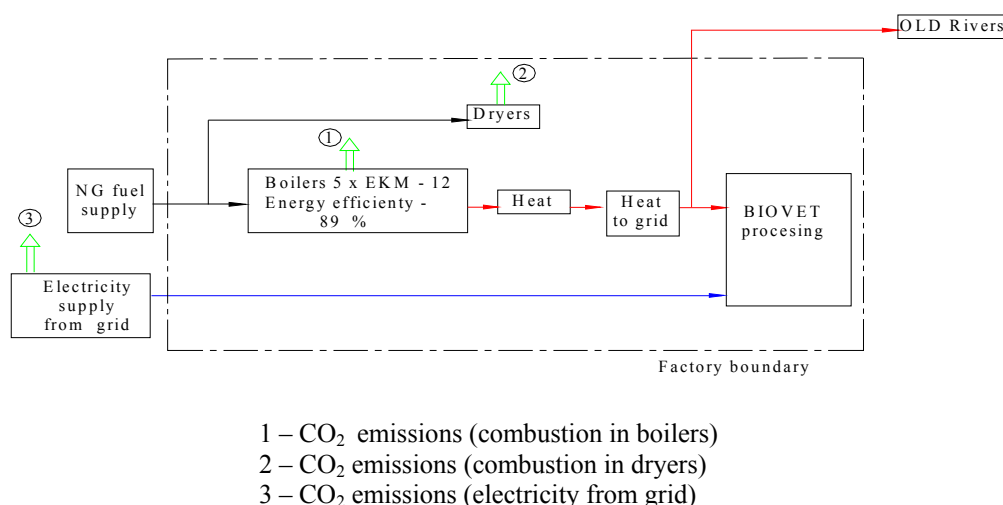 OLD Rivers
2
Dryers
1
NG fuel
supply
Boilers 5 x EKM - 12
Energy efficienty -
89 %
Heat
Heat
to grid
BIOVET
procesing
3
Electricity
supply
from grid
Factory boundary
1 – CO₂ emissions (combustion in boilers)
2 – CO₂ emissions (combustion in dryers)
3 – CO₂ emissions (electricity from grid)